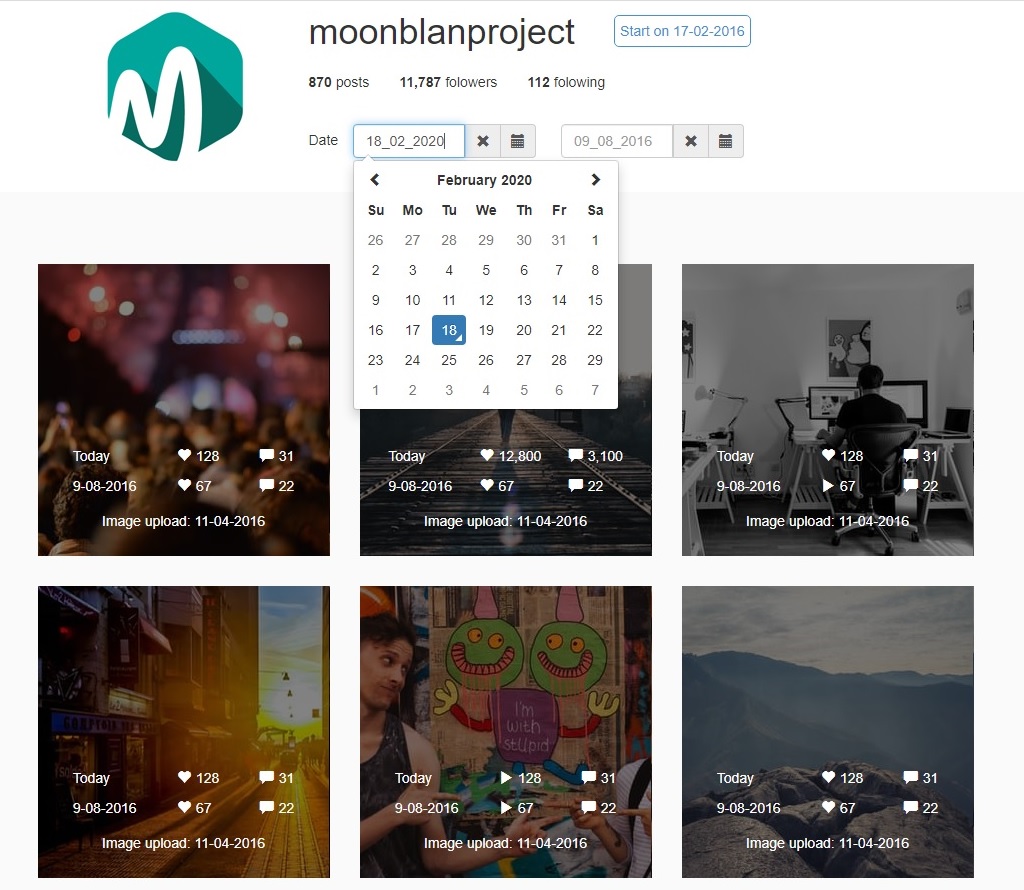 moonblanproject
Start on 17-02-2016
870 posts 11,787 folowers 112 folowing
Date 18_02_2020 09_08_2016
February 2020
Su Mo Tu We Th Fr Sa
26 27 28 29 30 31 1
2 3 4 5 6 7 8
9 10 11 12 13 14 15
16 17 18 19 20 21 22
23 24 25 26 27 28 29
1 2 3 4 5 6 7
Today 128 31
9-08-2016 67 22
Image upload: 11-04-2016
Today 12,800 3,100
9-08-2016 67 22
Image upload: 11-04-2016
Today 128 31
9-08-2016 67 22
Image upload: 11-04-2016
Today 128 31
9-08-2016 67 22
Image upload: 11-04-2016
I'm
with
stUpid
Today 128 31
9-08-2016 67 22
Image upload: 11-04-2016
Today 128 31
9-08-2016 67 22
Image upload: 11-04-2016